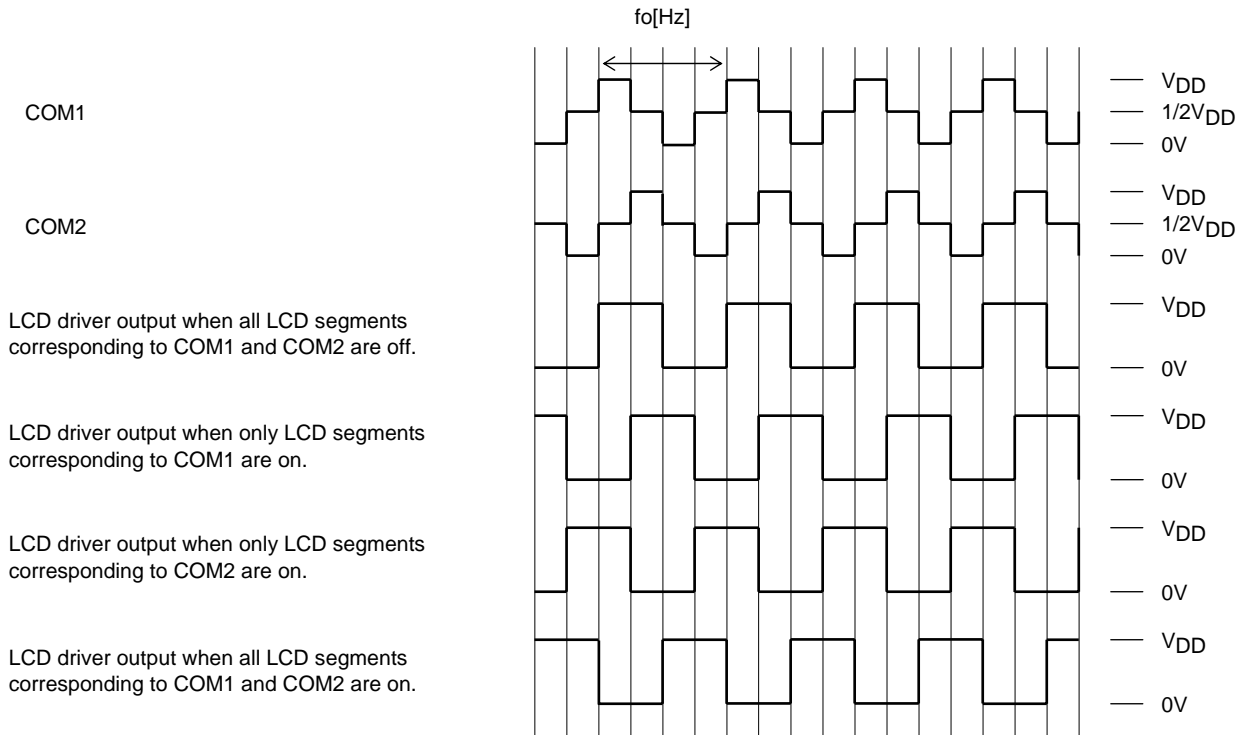 fo[Hz]
COM1
VDD
1/2VDD
0V
COM2
VDD
1/2VDD
0V
LCD driver output when all LCD segments
corresponding to COM1 and COM2 are off.
VDD
0V
LCD driver output when only LCD segments
corresponding to COM1 are on.
VDD
0V
LCD driver output when only LCD segments
corresponding to COM2 are on.
VDD
0V
LCD driver output when all LCD segments
corresponding to COM1 and COM2 are on.
VDD
0V